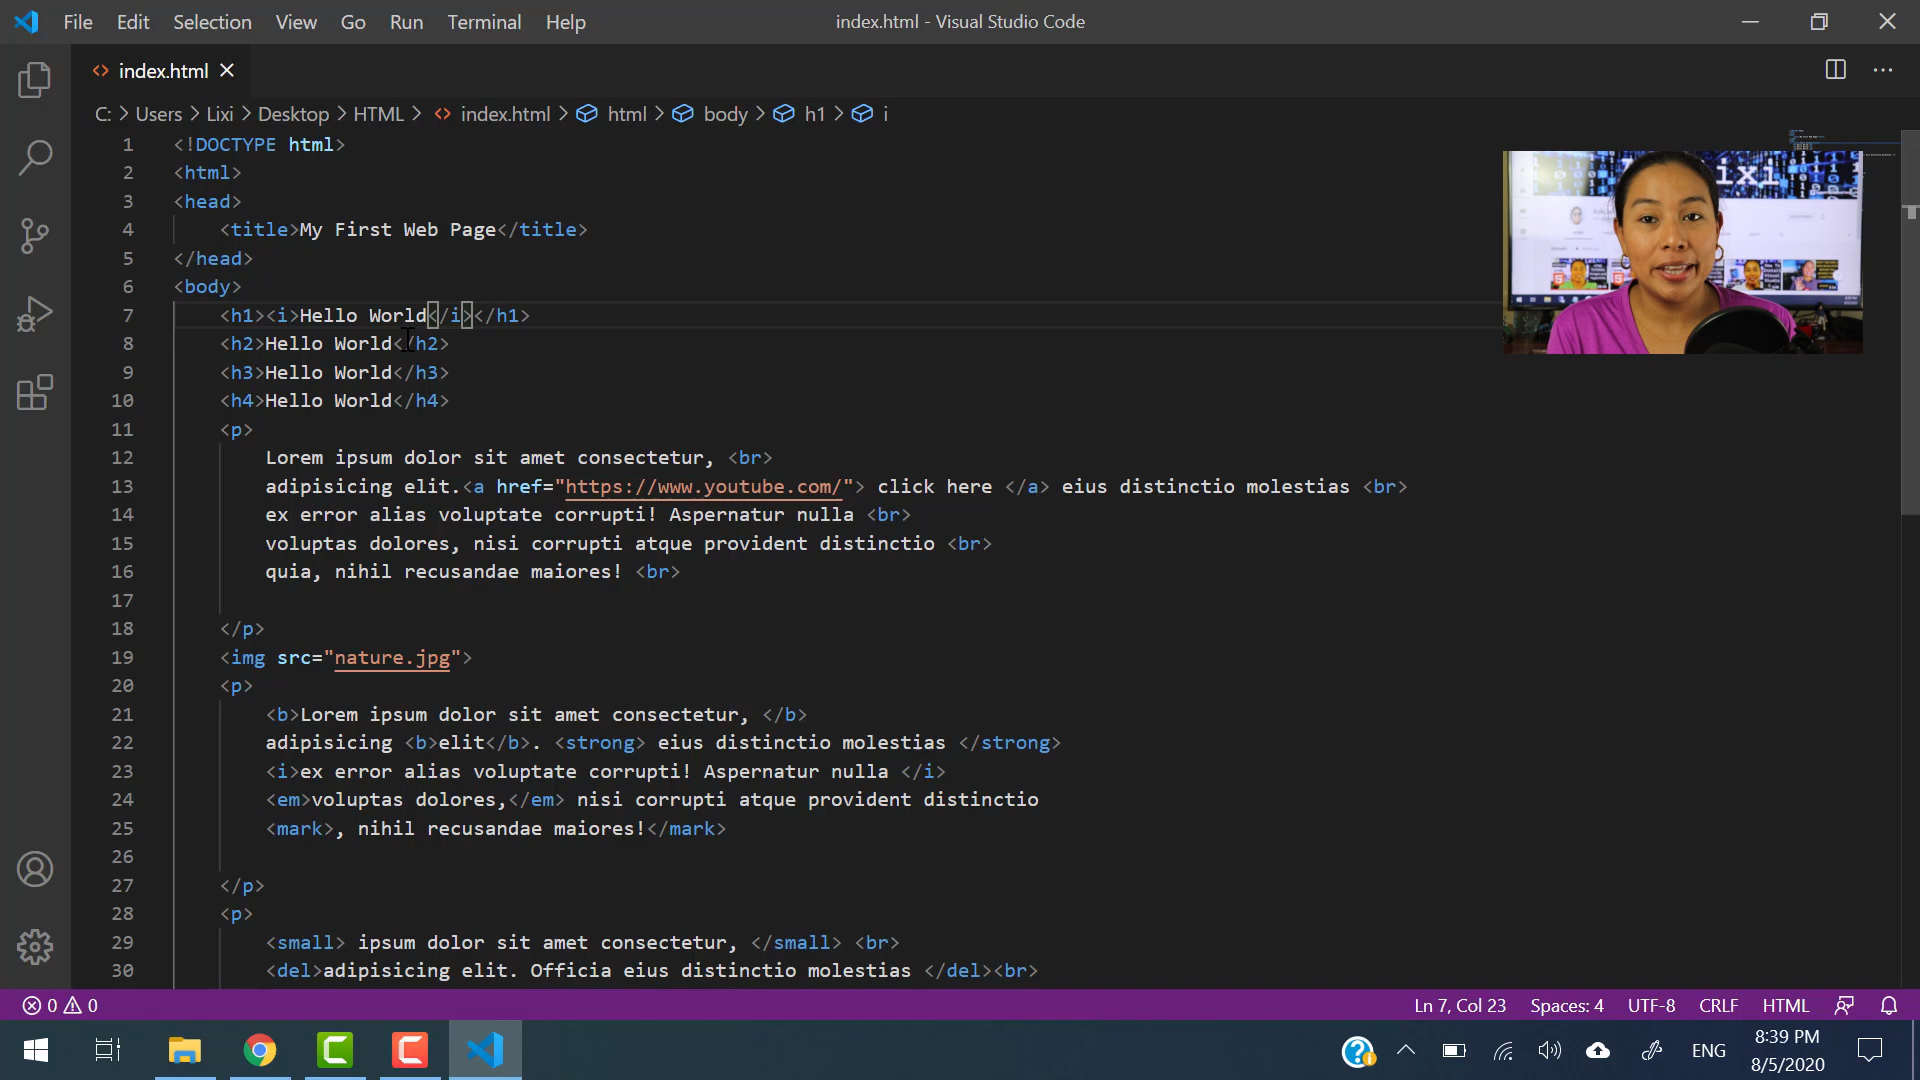 File Edit Selection View Go Run Terminal Help index.html - Visual Studio Code
index.html
C: > Users > Lixi > Desktop > HTML > index.html > html > body > h1 > i
1 <!DOCTYPE html>
2 <html>
3 <head>
4 <title>My First Web Page</title>
5 </head>
6 <body>
7 <h1><i>Hello World</i></h1>
8 <h2>Hello World</h2>
9 <h3>Hello World</h3>
10 <h4>Hello World</h4>
11 <p>
12 Lorem ipsum dolor sit amet consectetur, <br>
13 adipisicing elit.<a href="https://www.youtube.com/"> click here </a> eius distinctio molestias <br>
14 ex error alias voluptate corrupti! Aspernatur nulla <br>
15 voluptas dolores, nisi corrupti atque provident distinctio <br>
16 quia, nihil recusandae maiores! <br>
17
18 </p>
19 <img src="nature.jpg">
20 <p>
21 <b>Lorem ipsum dolor sit amet consectetur, </b>
22 adipisicing <b>elit</b>. <strong> eius distinctio molestias </strong>
23 <i>ex error alias voluptate corrupti! Aspernatur nulla </i>
24 <em>voluptas dolores,</em> nisi corrupti atque provident distinctio
25 <mark>, nihil recusandae maiores!</mark>
26
27 </p>
28 <p>
29 <small> ipsum dolor sit amet consectetur, </small> <br>
30 <del>adipisicing elit. Officia eius distinctio molestias </del><br>
ixi
0 0 Ln 7, Col 23 Spaces: 4 UTF-8 CRLF HTML
ENG 8:39 PM
8/5/2020